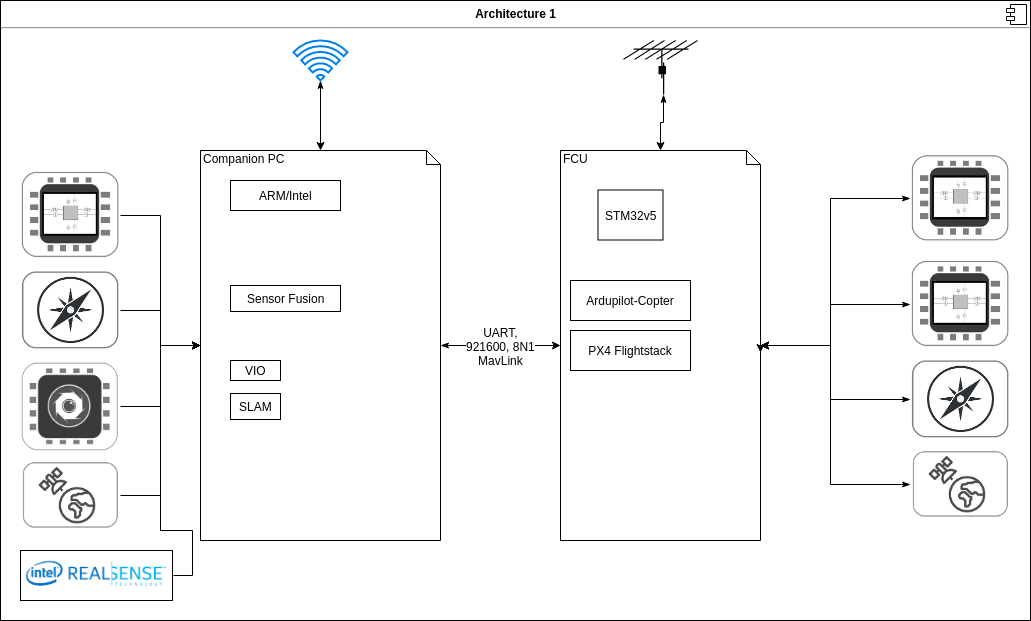 Architecture 1
Companion PC
ARM/Intel
Sensor Fusion
VIO
SLAM
UART,
921600, 8N1
MavLink
FCU
STM32v5
Ardupilot-Copter
PX4 Flightstack
intel REALSENSE
TECHNOLOGY